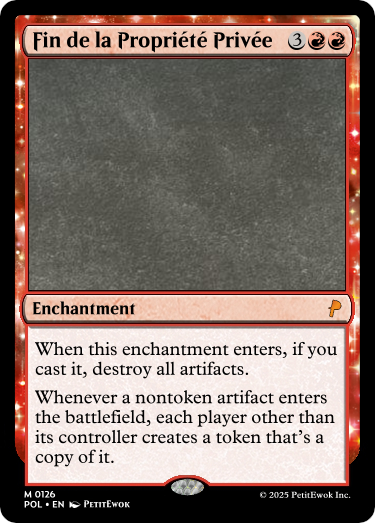 Fin de la Propriété Privée 3
Enchantment
When this enchantment enters, if you
cast it, destroy all artifacts.
Whenever a nontoken artifact enters
the battlefield, each player other than
its controller creates a token that's a
copy of it.
M 0126
POL • EN PetitEwok
© 2025 PetitEwok Inc.